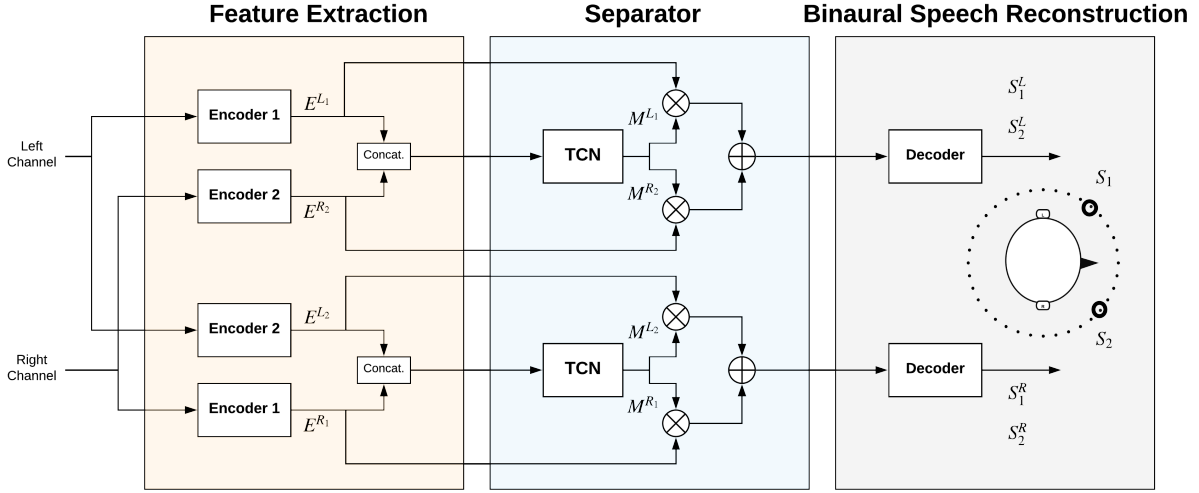 Feature Extraction
Separator
Binaural Speech Reconstruction
Left
Channel
Right
Channel
Encoder 1
E^{L_1}
Concat.
Encoder 2
E^{R_2}
Encoder 2
E^{L_2}
Concat.
Encoder 1
E^{R_1}
TCN
M^{L_1}
M^{R_2}
TCN
M^{L_2}
M^{R_1}
S_1^L
S_2^L
Decoder
S_1
L
R
S_2
Decoder
S_1^R
S_2^R